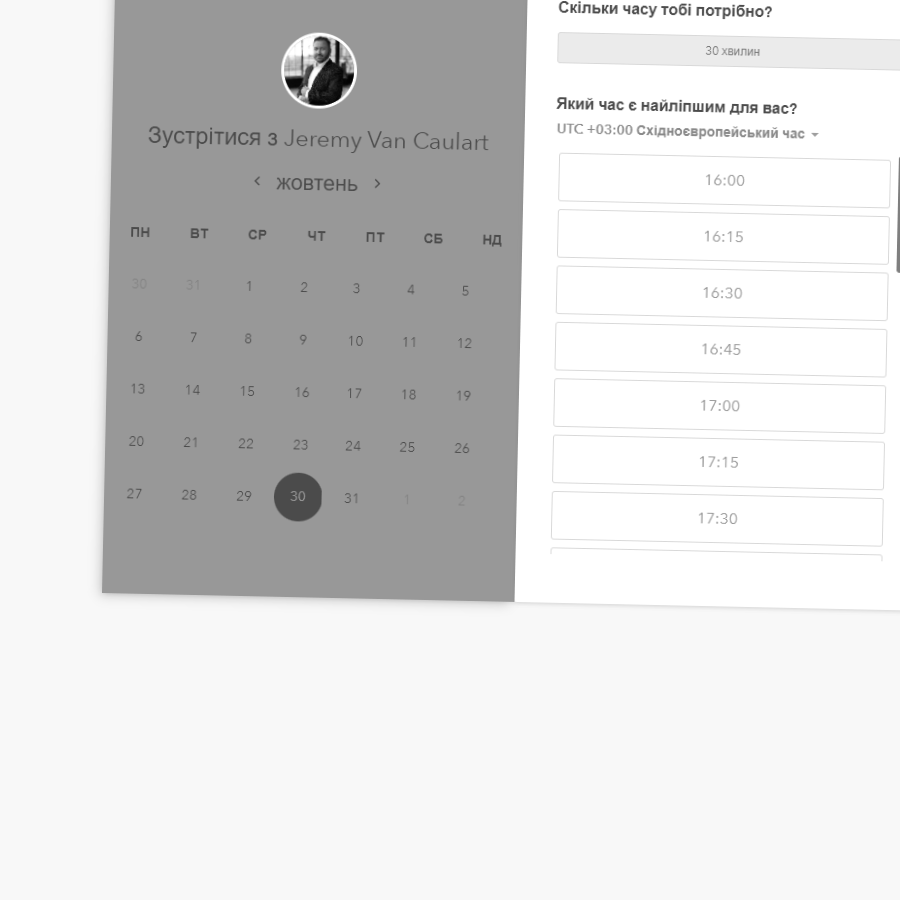 Зустрітися з Jeremy Van Caulart
жовтень
ПН ВТ СР ЧТ ПТ СБ НД
30 31 1 2 3 4 5
6 7 8 9 10 11 12
13 14 15 16 17 18 19
20 21 22 23 24 25 26
27 28 29 30 31 1 2
Скільки часу тобі потрібно?
30 хвилин
Який час є найліпшим для вас?
UTC +03:00 Східноєвропейський час
16:00
16:15
16:30
16:45
17:00
17:15
17:30